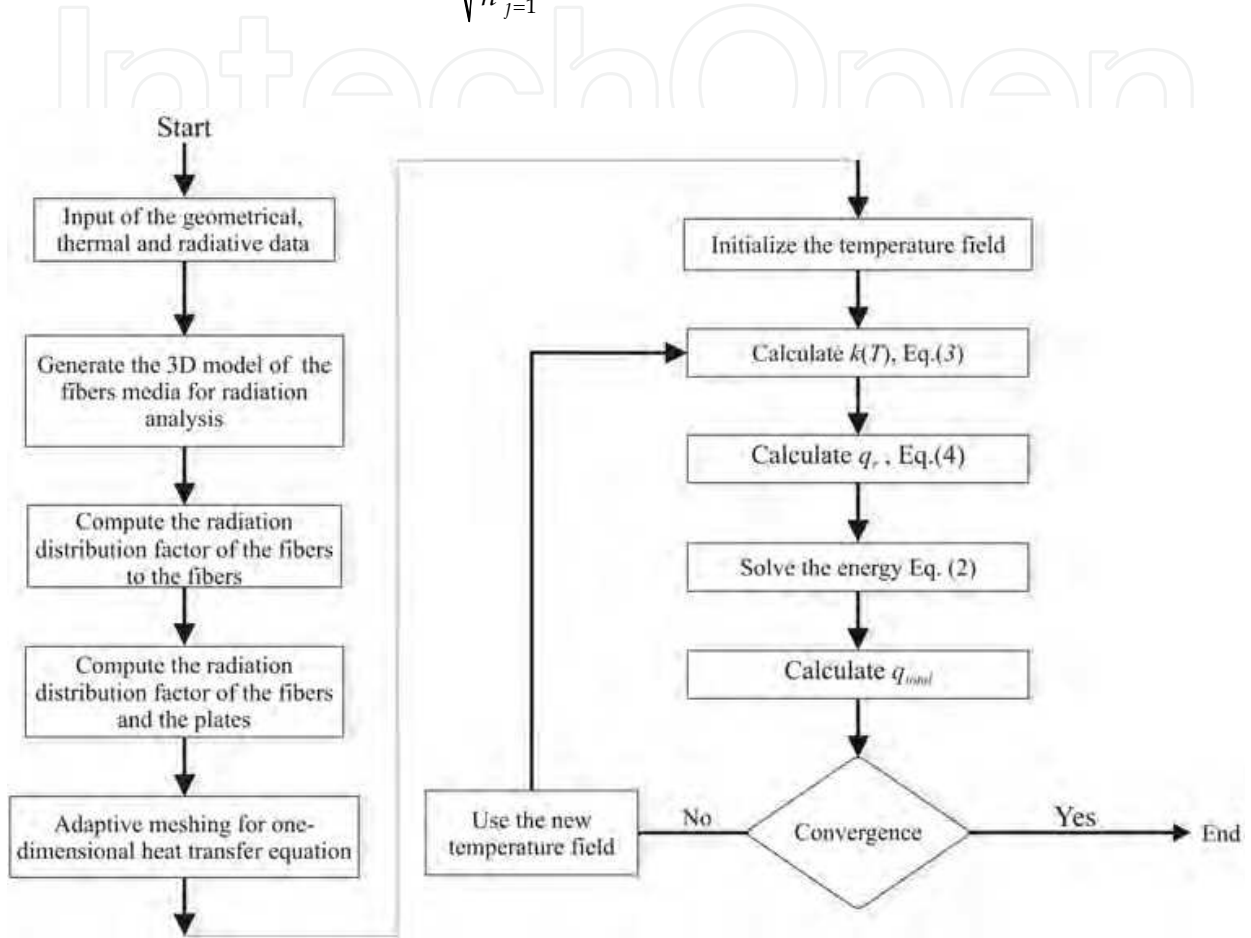 √n j=1
IntechOpen
Start
Input of the geometrical,
thermal and radiative data
Generate the 3D model of the
fibers media for radiation
analysis
Compute the radiation
distribution factor of the fibers
to the fibers
Compute the radiation
distribution factor of the fibers
and the plates
Adaptive meshing for one-
dimensional heat transfer equation
Initialize the temperature field
Calculate k(T), Eq.(3)
Calculate qr , Eq.(4)
Solve the energy Eq. (2)
Calculate qtotal
Convergence
No
Use the new
temperature field
Yes
End